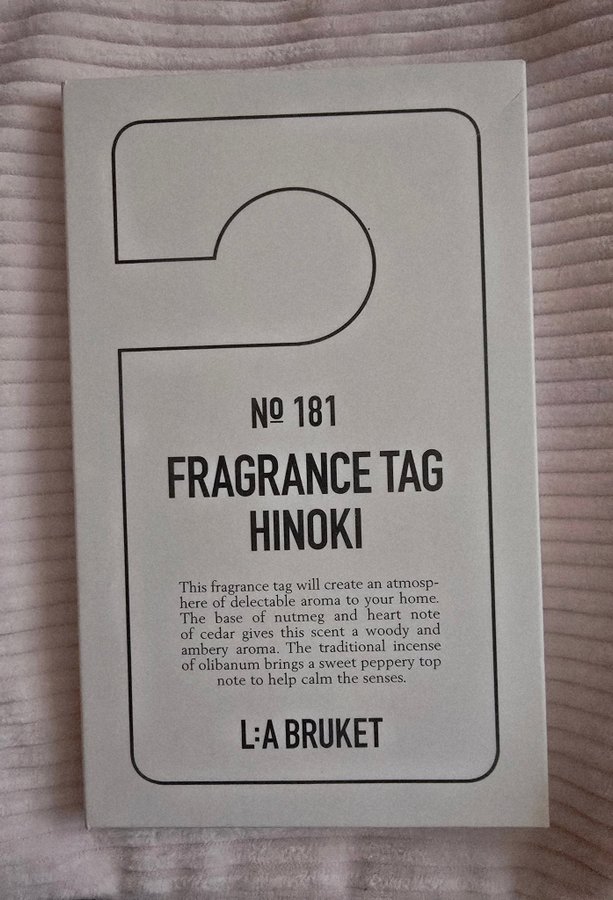 Nº 181
FRAGRANCE TAG
HINOKI
This fragrance tag will create an atmosp-
here of delectable aroma to your home.
The base of nutmeg and heart note
of cedar gives this scent a woody and
ambery aroma. The traditional incense
of olibanum brings a sweet peppery top
note to help calm the senses.
L:A BRUKET